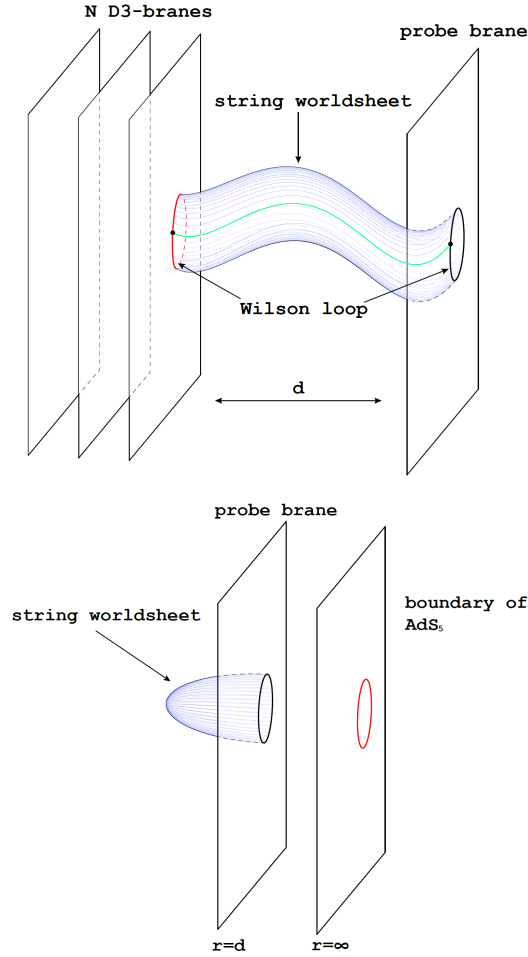 N D3-branes
probe brane
string worldsheet
Wilson loop
d
probe brane
string worldsheet
boundary of
AdS₅
r=d
r=∞